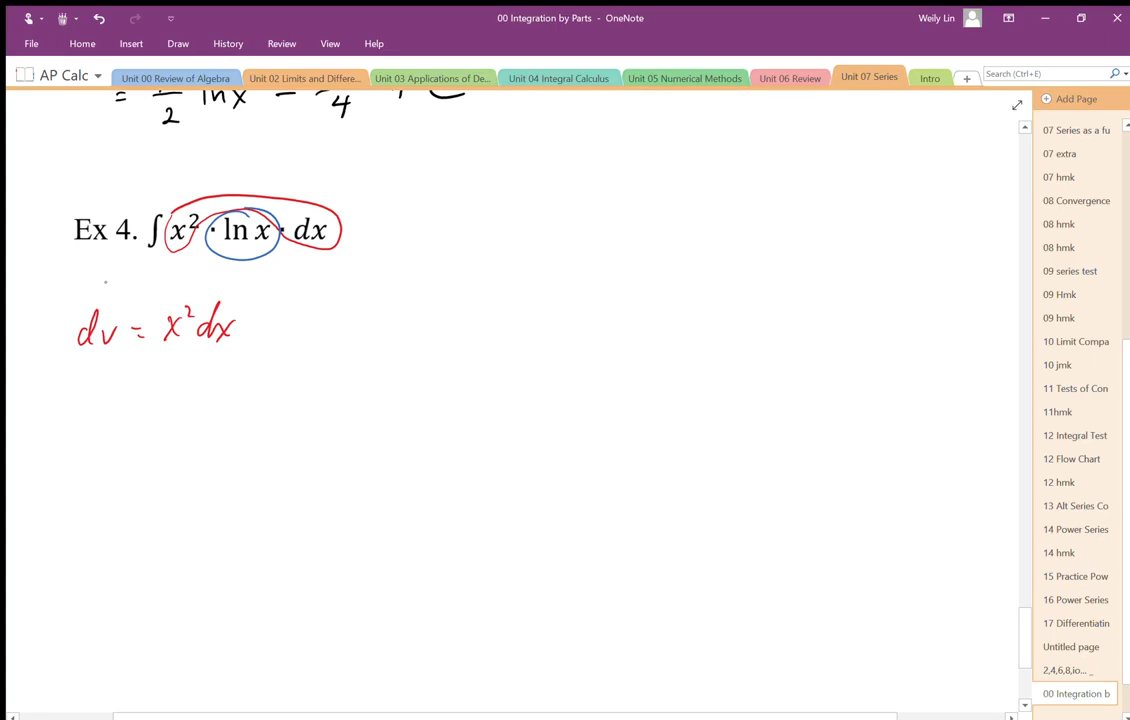 00 Integration by Parts - OneNote
Weily Lin
File Home Insert Draw History Review View Help
AP Calc
Unit 00 Review of Algebra
Unit 02 Limits and Differe...
Unit 03 Applications of De...
Unit 04 Integral Calculus
Unit 05 Numerical Methods
Unit 06 Review
Unit 07 Series
Intro
Search (Ctrl+E)
= 2 ln x - 4 + C
Ex 4. ∫ x² · ln x · dx
dv = x² dx
Add Page
07 Series as a fu
07 extra
07 hmk
08 Convergence
08 hmk
08 hmk
09 series test
09 Hmk
09 hmk
10 Limit Compa
10 jmk
11 Tests of Con
11hmk
12 Integral Test
12 Flow Chart
12 hmk
13 Alt Series Co
14 Power Series
14 hmk
15 Practice Pow
16 Power Series
17 Differentiatin
Untitled page
2,4,6,8,io... _
00 Integration b